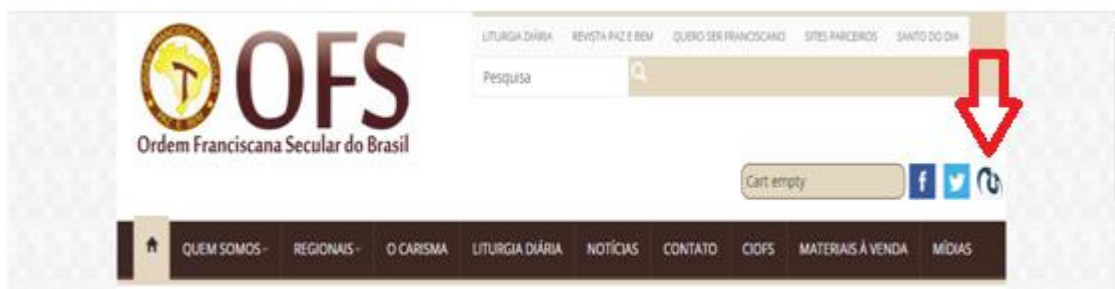 LITURGIA DIÁRIA REVISTA PAZ E BEM QUERO SER FRANCISCANO SITES PARCEIROS SANTO DO DIA
OFS
Pesquisa
Ordem Franciscana Secular do Brasil
Cart empty
QUEM SOMOS REGIONAIS O CARISMA LITURGIA DIÁRIA NOTÍCIAS CONTATO CIOFS MATERIAIS À VENDA MÍDIAS